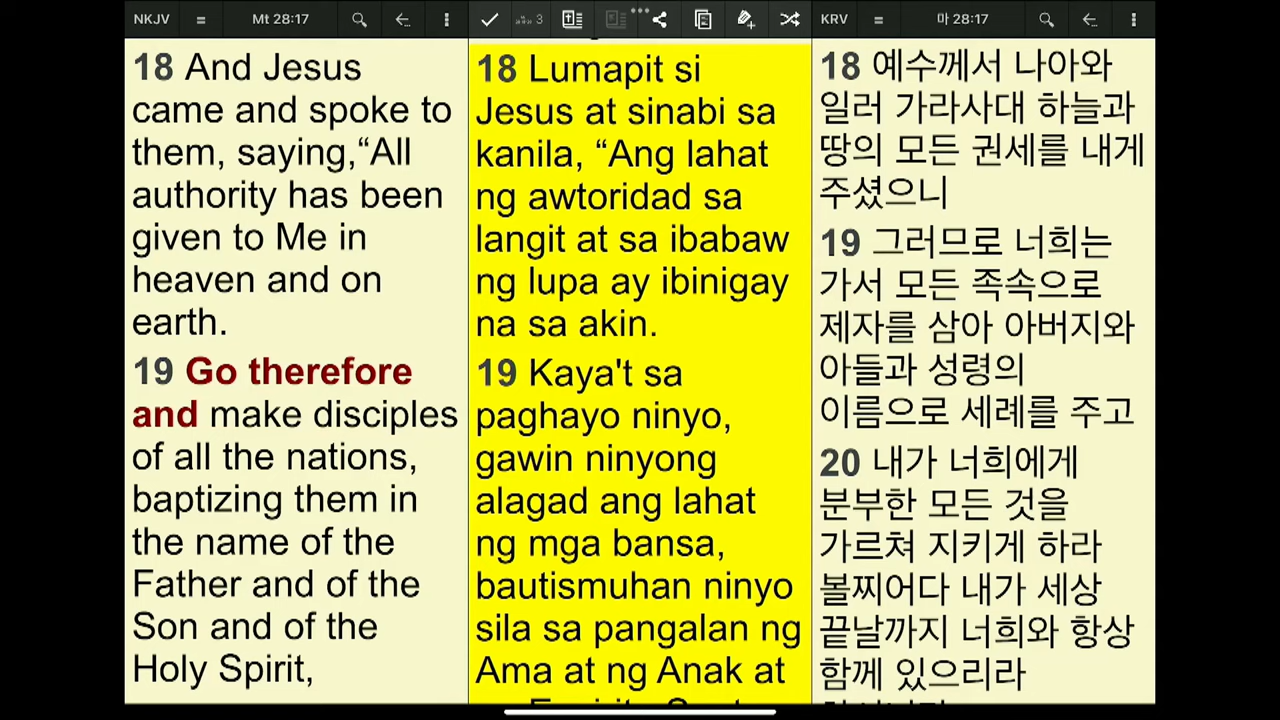 NKJV = Mt 28:17
18 And Jesus
came and spoke to
them, saying,“All
authority has been
given to Me in
heaven and on
earth.
19 Go therefore
and make disciples
of all the nations,
baptizing them in
the name of the
Father and of the
Son and of the
Holy Spirit,
3
18 Lumapit si
Jesus at sinabi sa
kanila, “Ang lahat
ng awtoridad sa
langit at sa ibabaw
ng lupa ay ibinigay
na sa akin.
19 Kaya't sa
paghayo ninyo,
gawin ninyong
alagad ang lahat
ng mga bansa,
bautismuhan ninyo
sila sa pangalan ng
Ama at ng Anak at
KRV = 마 28:17
18 예수께서 나아와
일러 가라사대 하늘과
땅의 모든 권세를 내게
주셨으니
19 그러므로 너희는
가서 모든 족속으로
제자를 삼아 아버지와
아들과 성령의
이름으로 세례를 주고
20 내가 너희에게
분부한 모든 것을
가르쳐 지키게 하라
볼찌어다 내가 세상
끝날까지 너희와 항상
함께 있으리라